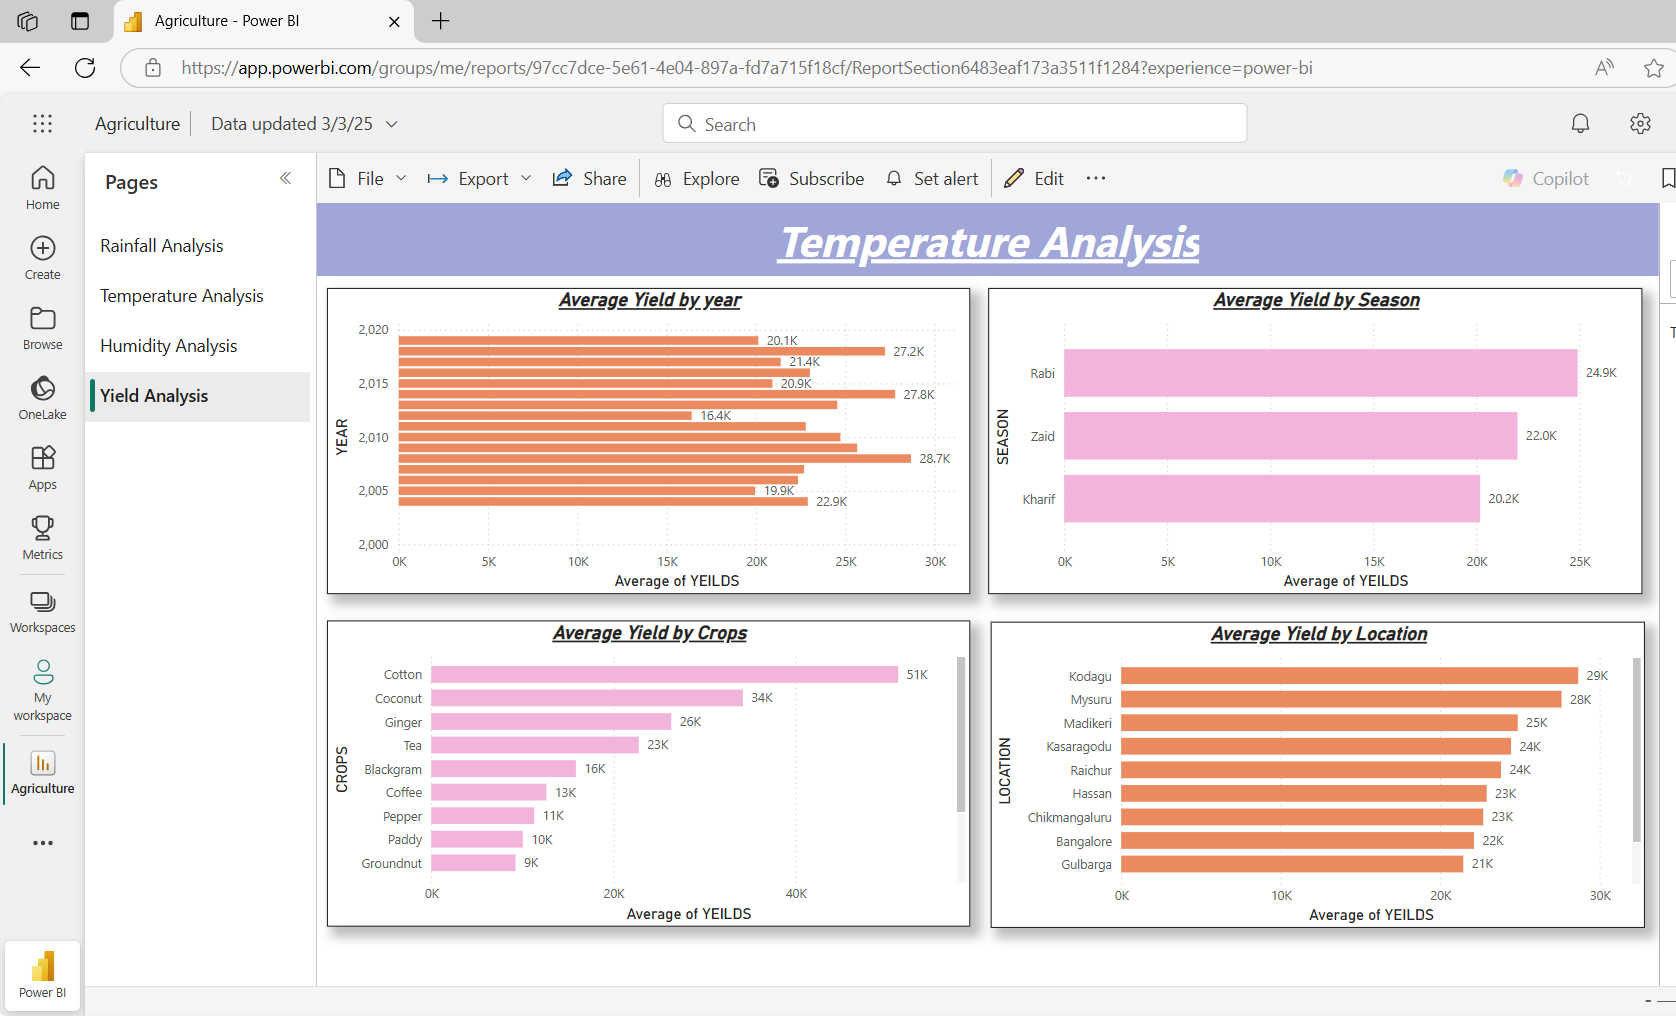 Agriculture - Power BI
https://app.powerbi.com/groups/me/reports/97cc7dce-5e61-4e04-897a-fd7a715f18cf/ReportSection6483eaf173a3511f1284?experience=power-bi
Agriculture
Data updated 3/3/25
Search
Home
Create
Browse
OneLake
Apps
Metrics
Workspaces
My
workspace
Agriculture
Power BI
Pages
Rainfall Analysis
Temperature Analysis
Humidity Analysis
Yield Analysis
File
Export
Share
Explore
Subscribe
Set alert
Edit
Copilot
Temperature Analysis
Average Yield by year
YEAR
2,020
2,015
2,010
2,005
2,000
20.1K
27.2K
21.4K
20.9K
27.8K
16.4K
28.7K
19.9K
22.9K
0K 5K 10K 15K 20K 25K 30K
Average of YEILDS
Average Yield by Season
SEASON
Rabi 24.9K
Zaid 22.0K
Kharif 20.2K
0K 5K 10K 15K 20K 25K
Average of YEILDS
Average Yield by Crops
CROPS
Cotton 51K
Coconut 34K
Ginger 26K
Tea 23K
Blackgram 16K
Coffee 13K
Pepper 11K
Paddy 10K
Groundnut 9K
0K 20K 40K
Average of YEILDS
Average Yield by Location
LOCATION
Kodagu 29K
Mysuru 28K
Madikeri 25K
Kasaragodu 24K
Raichur 24K
Hassan 23K
Chikmangaluru 23K
Bangalore 22K
Gulbarga 21K
0K 10K 20K 30K
Average of YEILDS